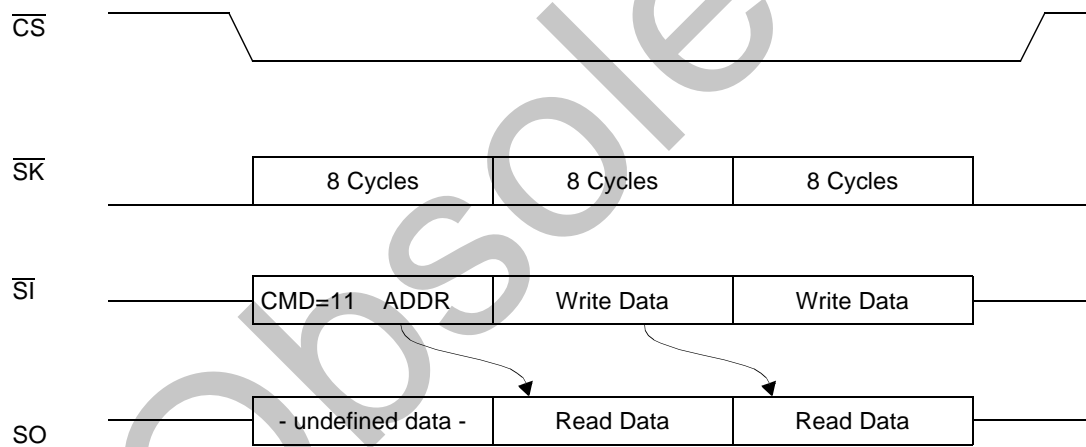 CS
SK
8 Cycles 8 Cycles 8 Cycles
SI
CMD=11 ADDR Write Data Write Data
SO
- undefined data - Read Data Read Data
Obsole